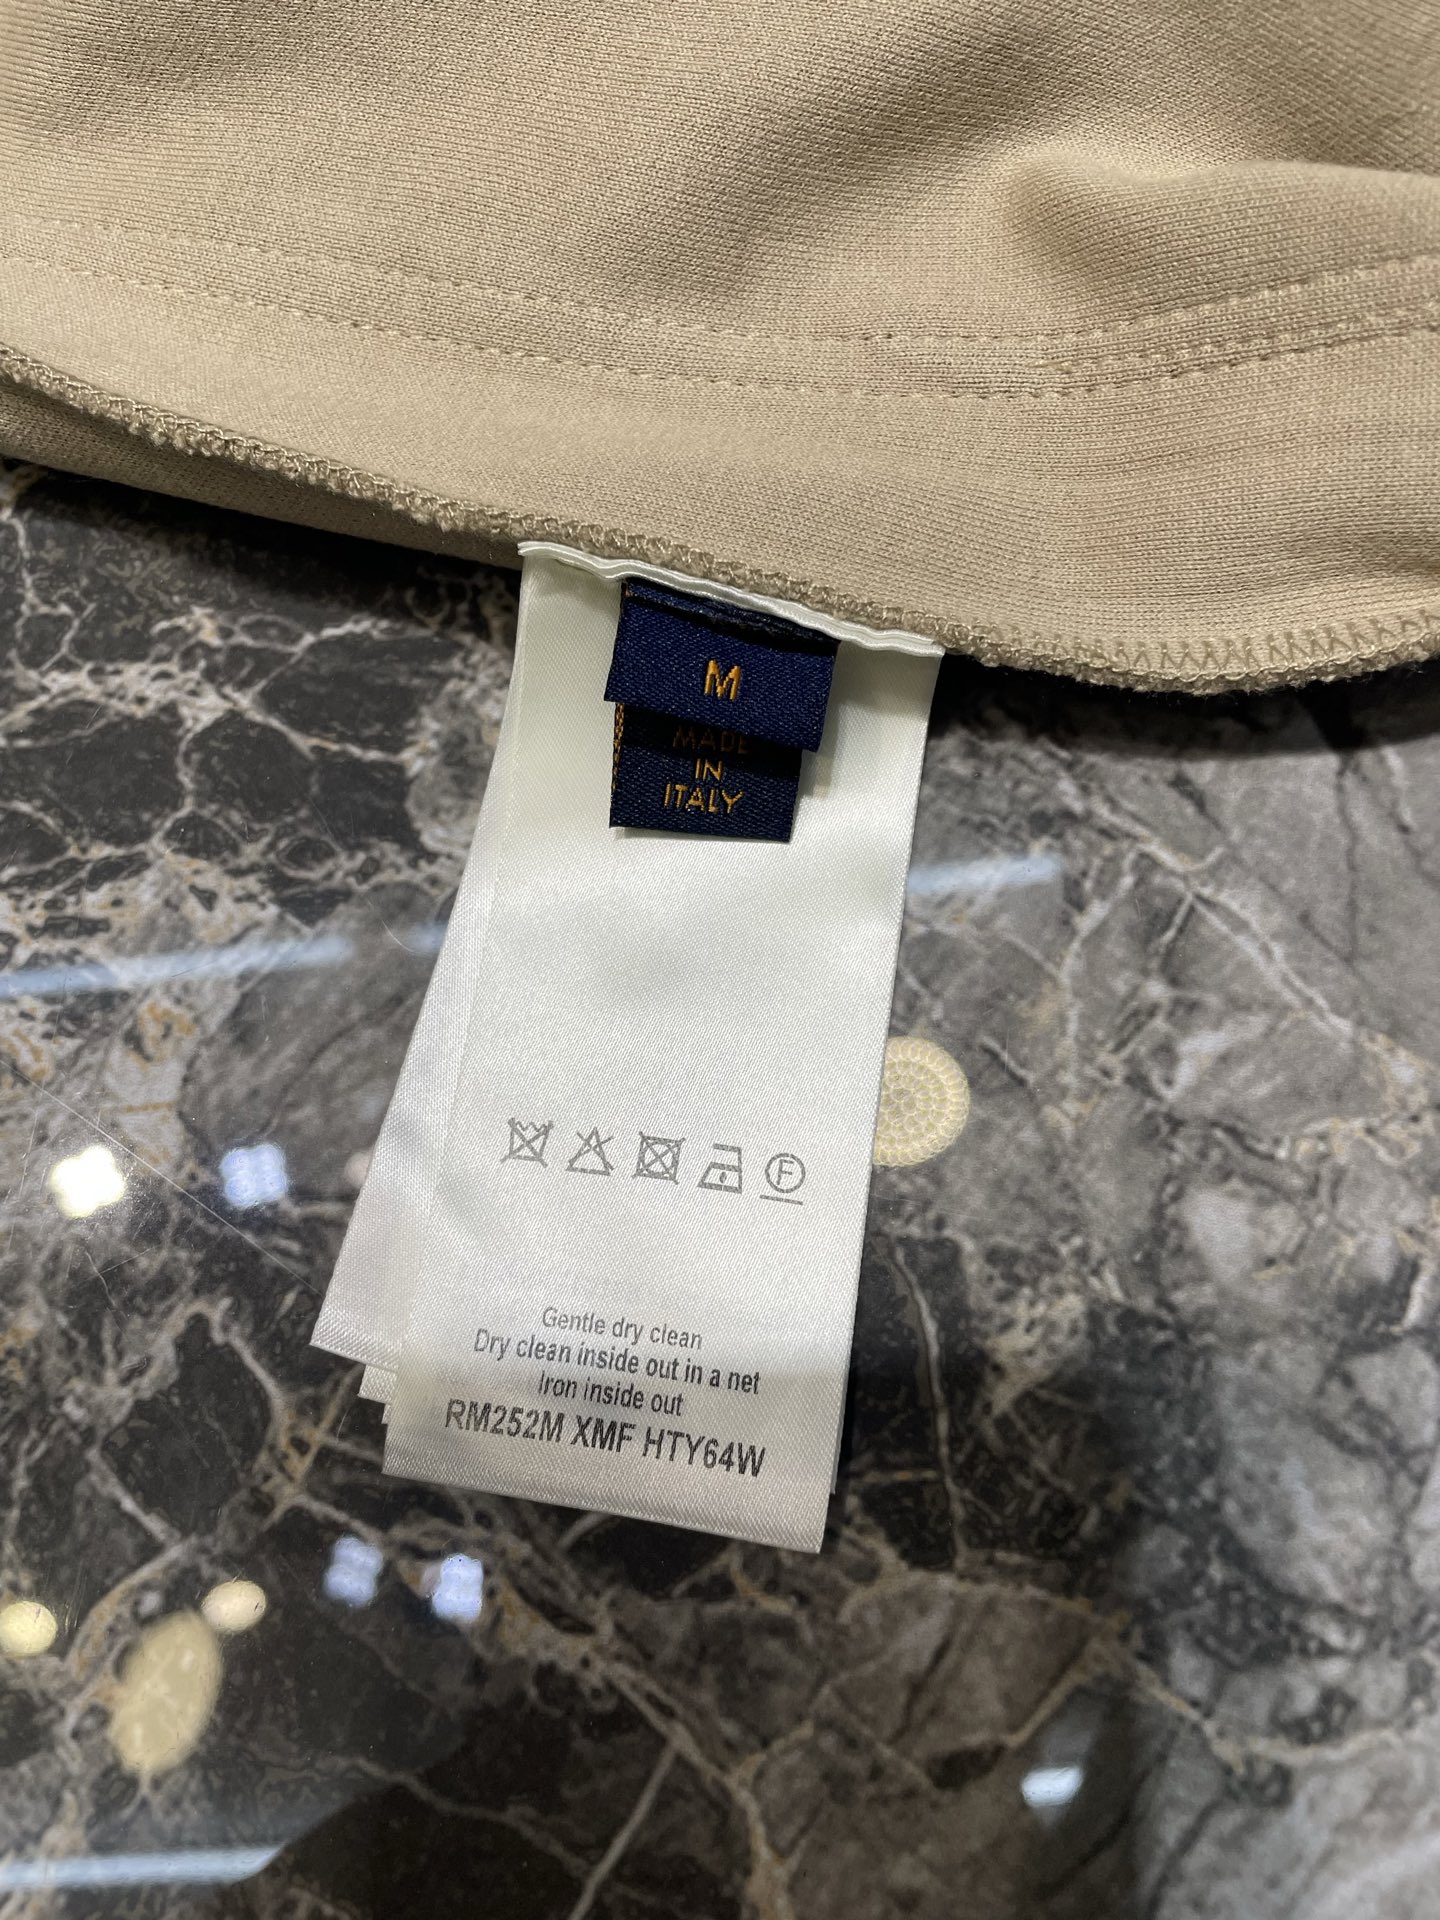 M
MADE
IN
ITALY
F
Gentle dry clean
Dry clean inside out in a net
Iron inside out
RM252M XMF HTY64W